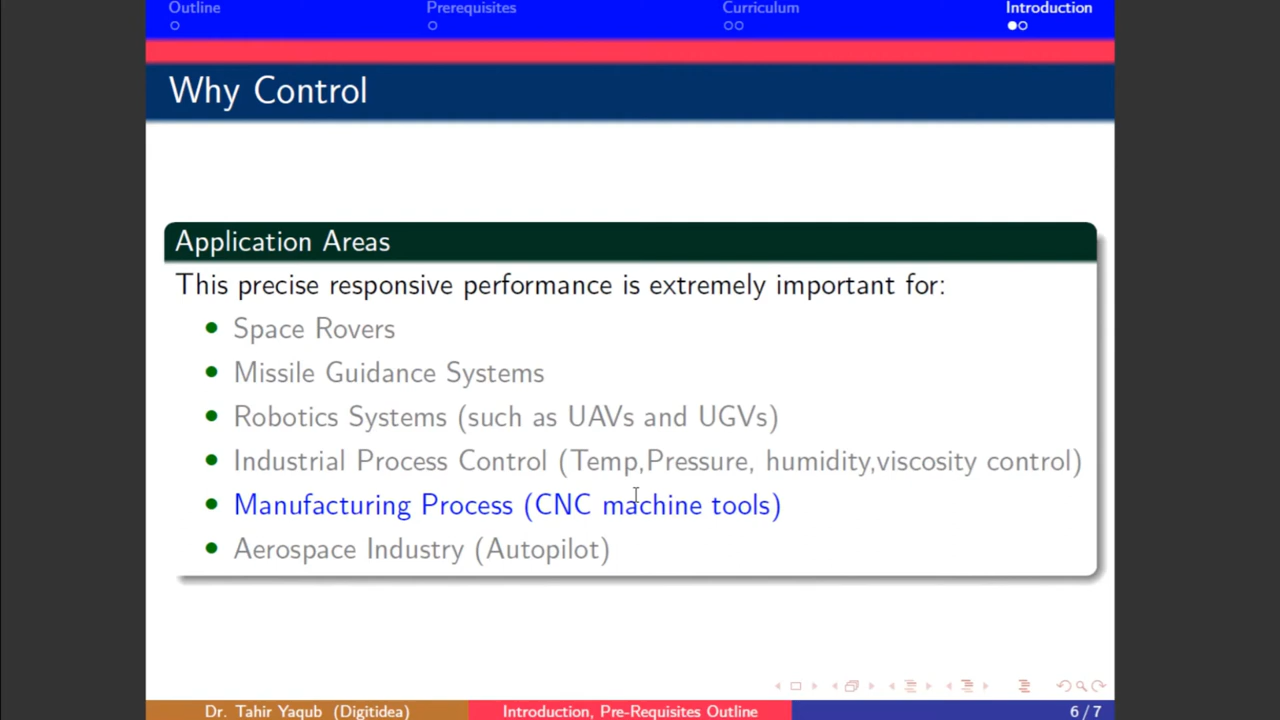 Outline Prerequisites Curriculum Introduction
Why Control
Application Areas
This precise responsive performance is extremely important for:
Space Rovers
Missile Guidance Systems
Robotics Systems (such as UAVs and UGVs)
Industrial Process Control (Temp,Pressure, humidity,viscosity control)
Manufacturing Process (CNC machine tools)
Aerospace Industry (Autopilot)
Dr. Tahir Yaqub (Digitidea) Introduction, Pre-Requisites Outline 6 / 7